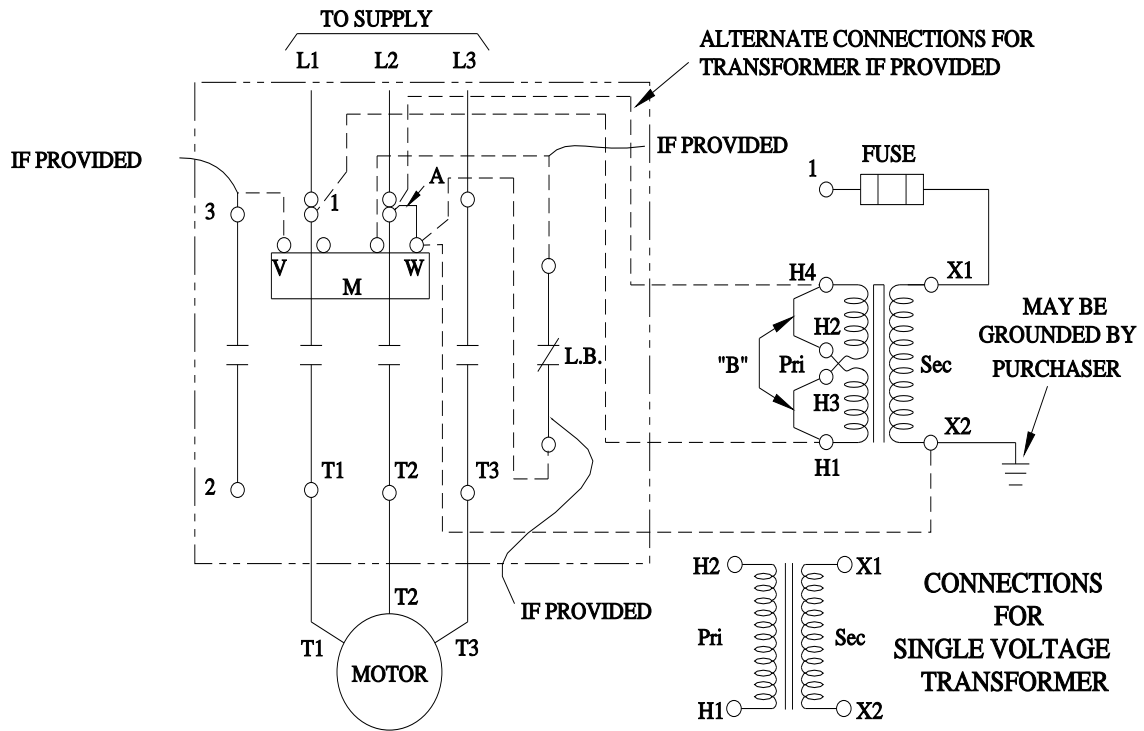 TO SUPPLY
L1
L2
L3
ALTERNATE CONNECTIONS FOR
TRANSFORMER IF PROVIDED
IF PROVIDED
IF PROVIDED
FUSE
1
A
3
1
V
W
M
H4
X1
MAY BE
GROUNDED BY
PURCHASER
H2
"B"
Pri
Sec
L.B.
H3
X2
H1
T1
T2
T3
2
H2
X1
CONNECTIONS
FOR
SINGLE VOLTAGE
TRANSFORMER
T2
IF PROVIDED
T1
T3
Pri
Sec
MOTOR
H1
X2